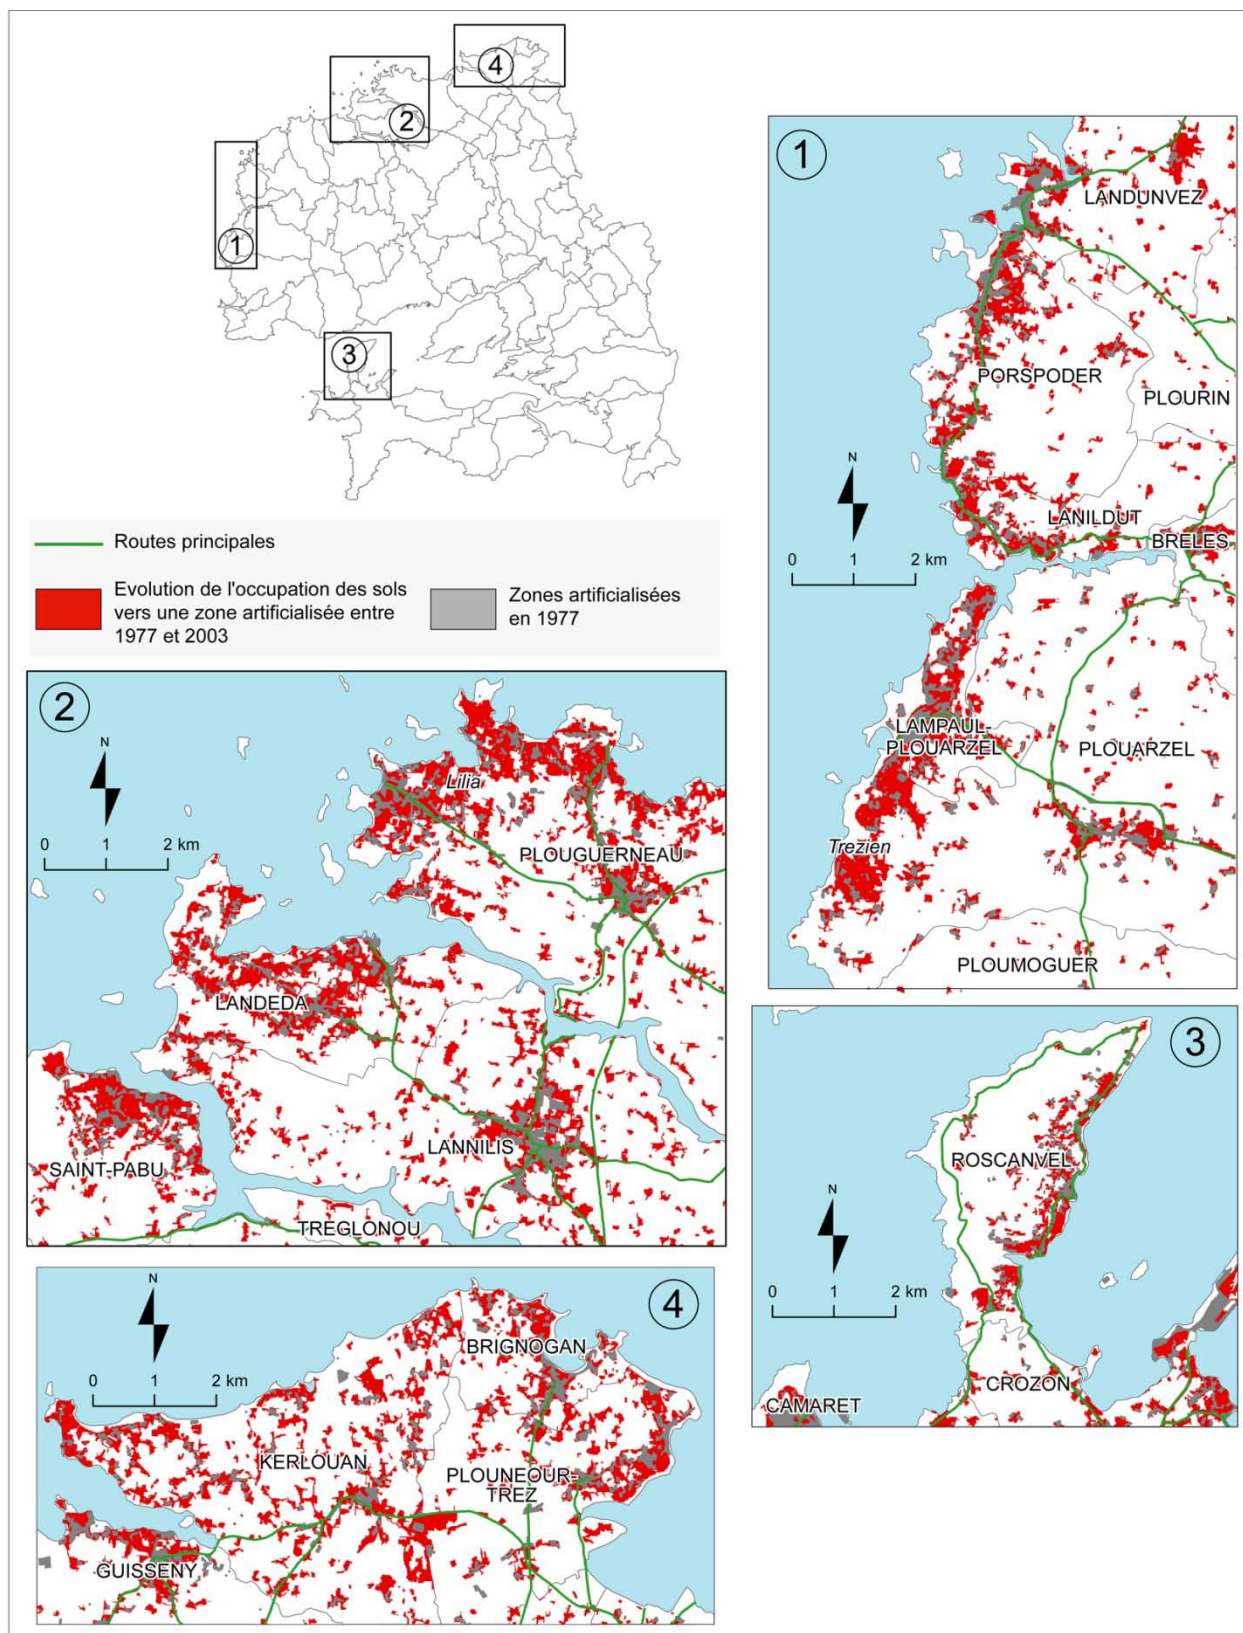 4
2
1
3
Routes principales
Evolution de l'occupation des sols
vers une zone artificialisée entre
1977 et 2003
Zones artificialisées
en 1977
1
LANDUNVEZ
PORSPODER
PLOURIN
N
0 1 2 km
LANILDUT
BRELES
LAMPAUL-
PLOUARZEL
PLOUARZEL
Trezien
PLOUMOGUER
2
N
0 1 2 km
Lilia
PLOUGUERNEAU
LANDEDA
LANNILIS
SAINT-PABU
TREGLONOU
3
ROSCANVEL
N
0 1 2 km
CROZON
CAMARET
4
N
0 1 2 km
BRIGNOGAN
KERLOUAN
PLOUNEOUR-
TREZ
GUISSENY